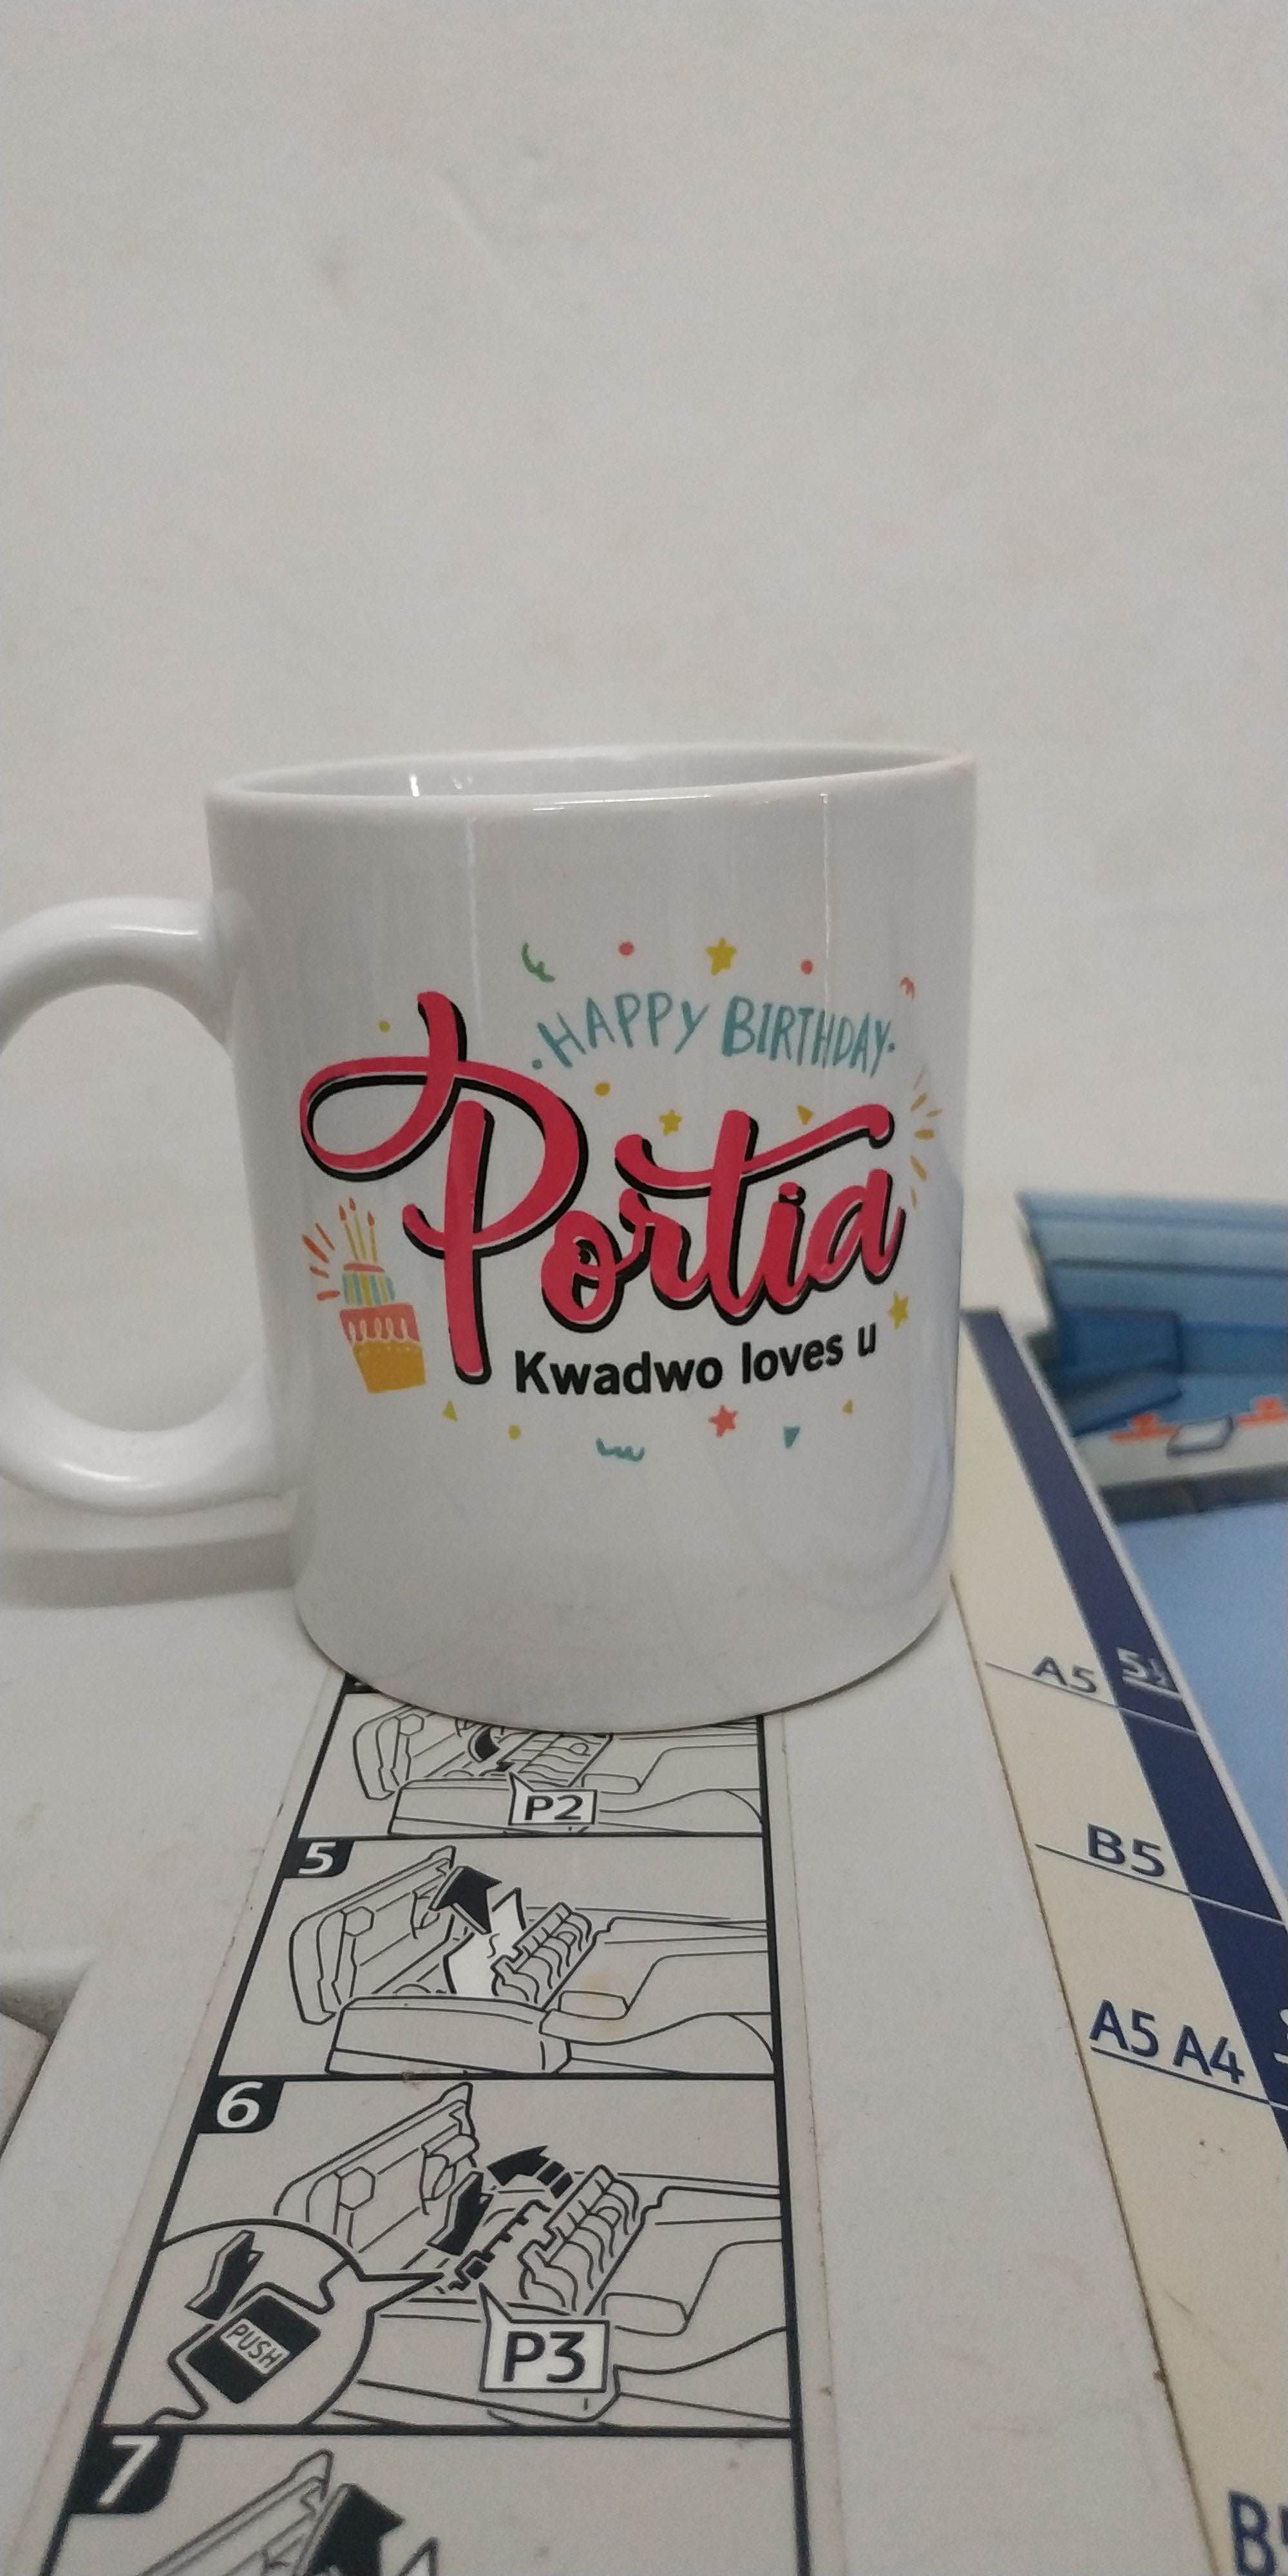 HAPPY BIRTHDAY
Portia
Kwadwo loves u
P2
5
6
PUSH
P3
7
A5
B5
A5 A4